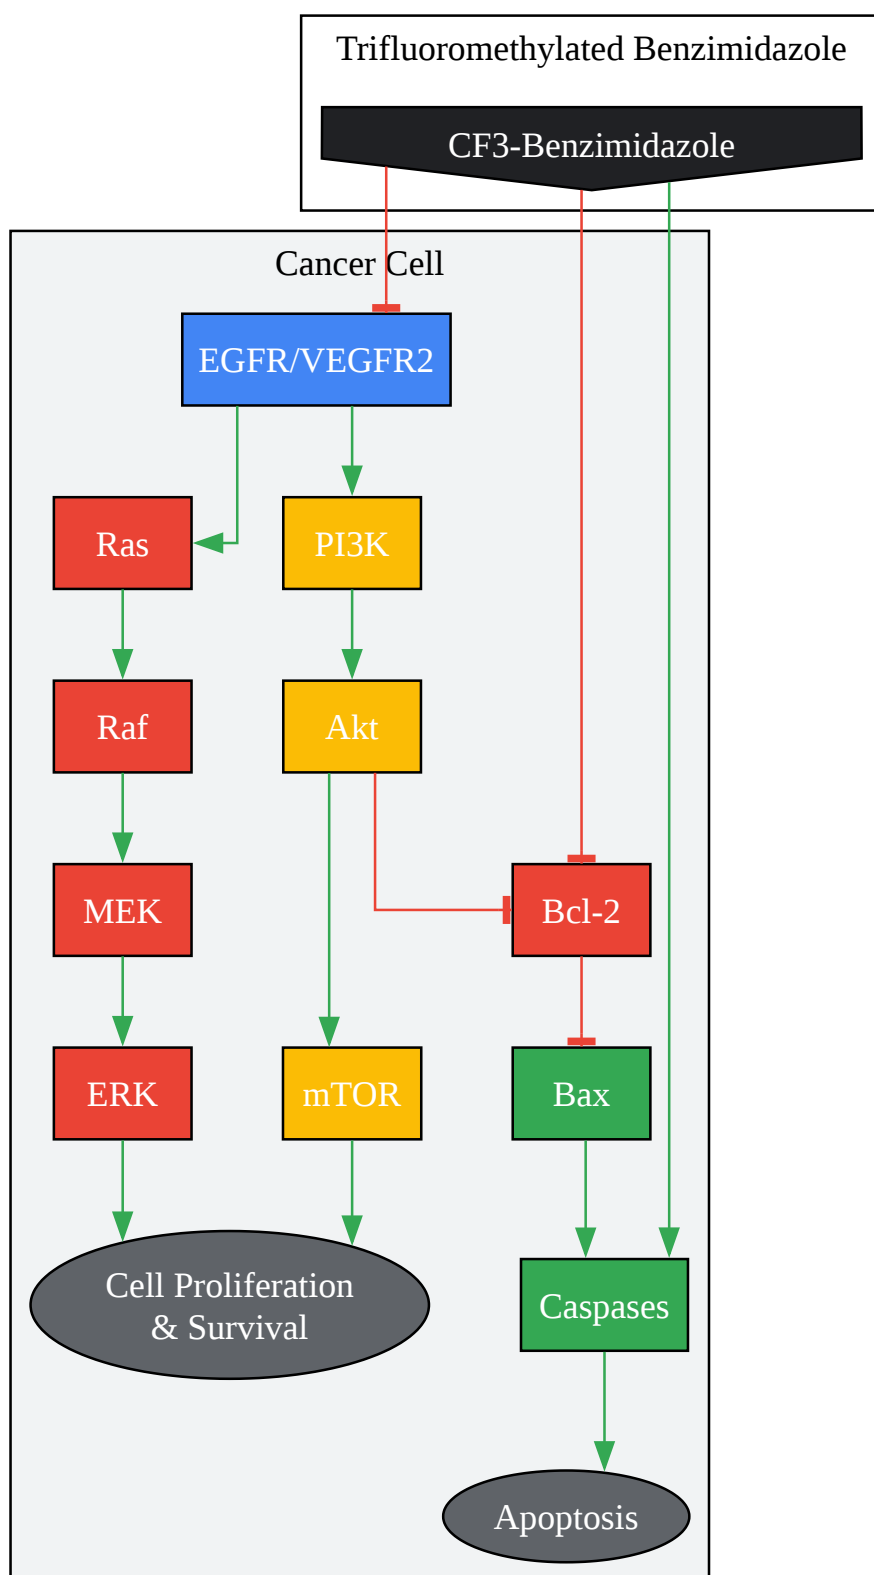 Trifluoromethylated Benzimidazole
CF3-Benzimidazole
Cancer Cell
EGFR/VEGFR2
Ras
PI3K
Raf
Akt
MEK
Bcl-2
ERK
mTOR
Bax
Cell Proliferation
& Survival
Caspases
Apoptosis